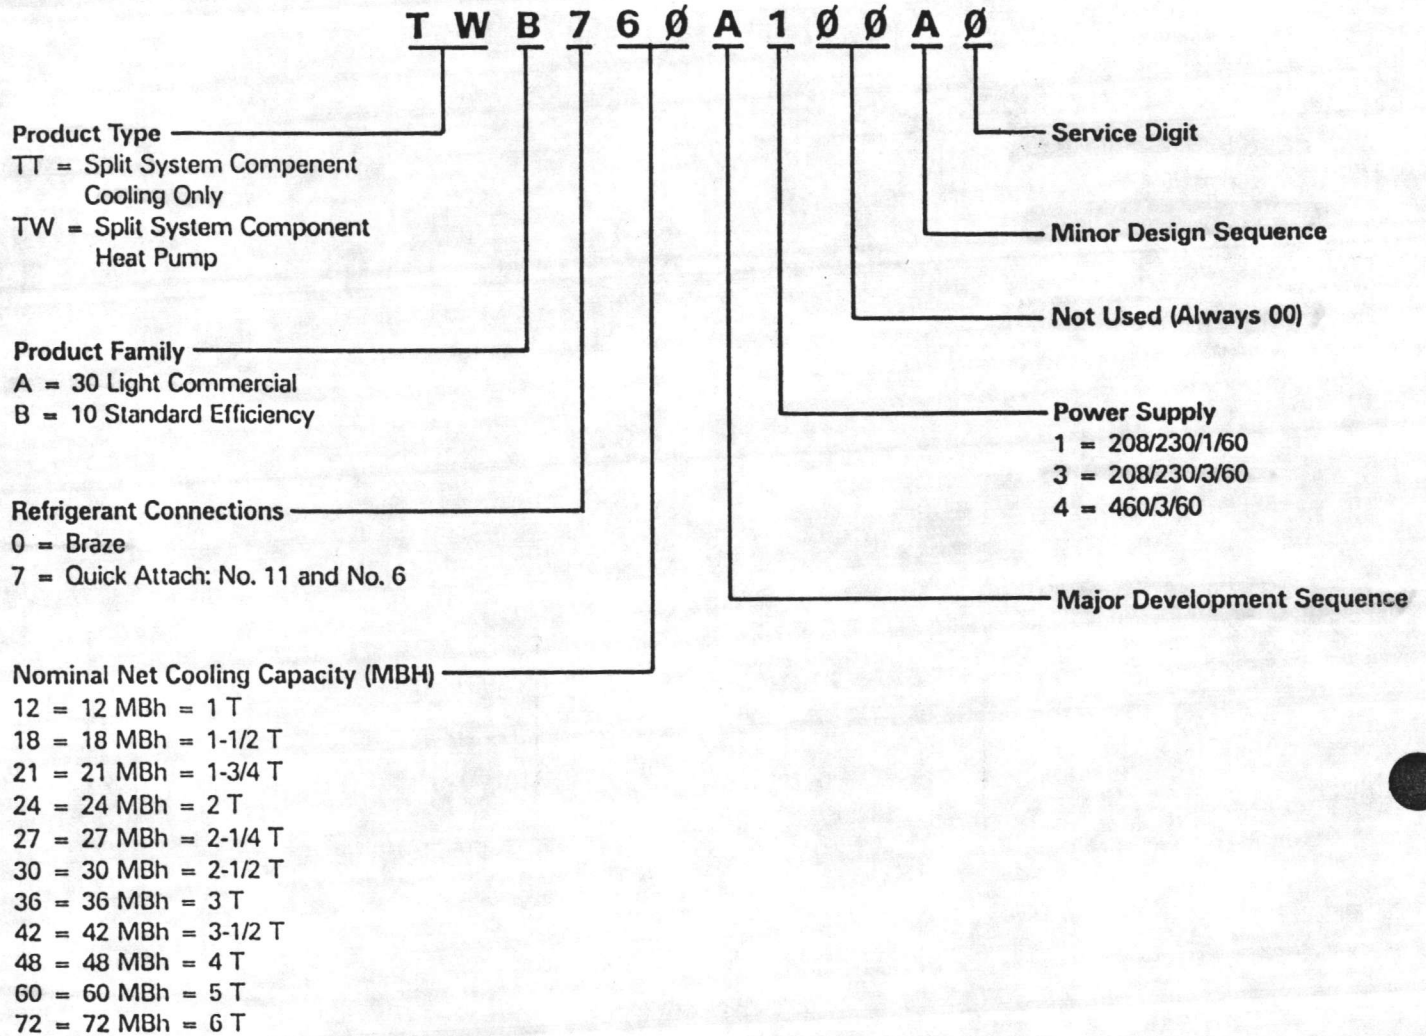 T W B 7 6 Ø A 1 Ø Ø A Ø
Product Type
TT = Split System Compenent
Cooling Only
TW = Split System Component
Heat Pump
Product Family
A = 30 Light Commercial
B = 10 Standard Efficiency
Refrigerant Connections
0 = Braze
7 = Quick Attach: No. 11 and No. 6
Nominal Net Cooling Capacity (MBH)
12 = 12 MBh = 1 T
18 = 18 MBh = 1-1/2 T
21 = 21 MBh = 1-3/4 T
24 = 24 MBh = 2 T
27 = 27 MBh = 2-1/4 T
30 = 30 MBh = 2-1/2 T
36 = 36 MBh = 3 T
42 = 42 MBh = 3-1/2 T
48 = 48 MBh = 4 T
60 = 60 MBh = 5 T
72 = 72 MBh = 6 T
Service Digit
Minor Design Sequence
Not Used (Always 00)
Power Supply
1 = 208/230/1/60
3 = 208/230/3/60
4 = 460/3/60
Major Development Sequence